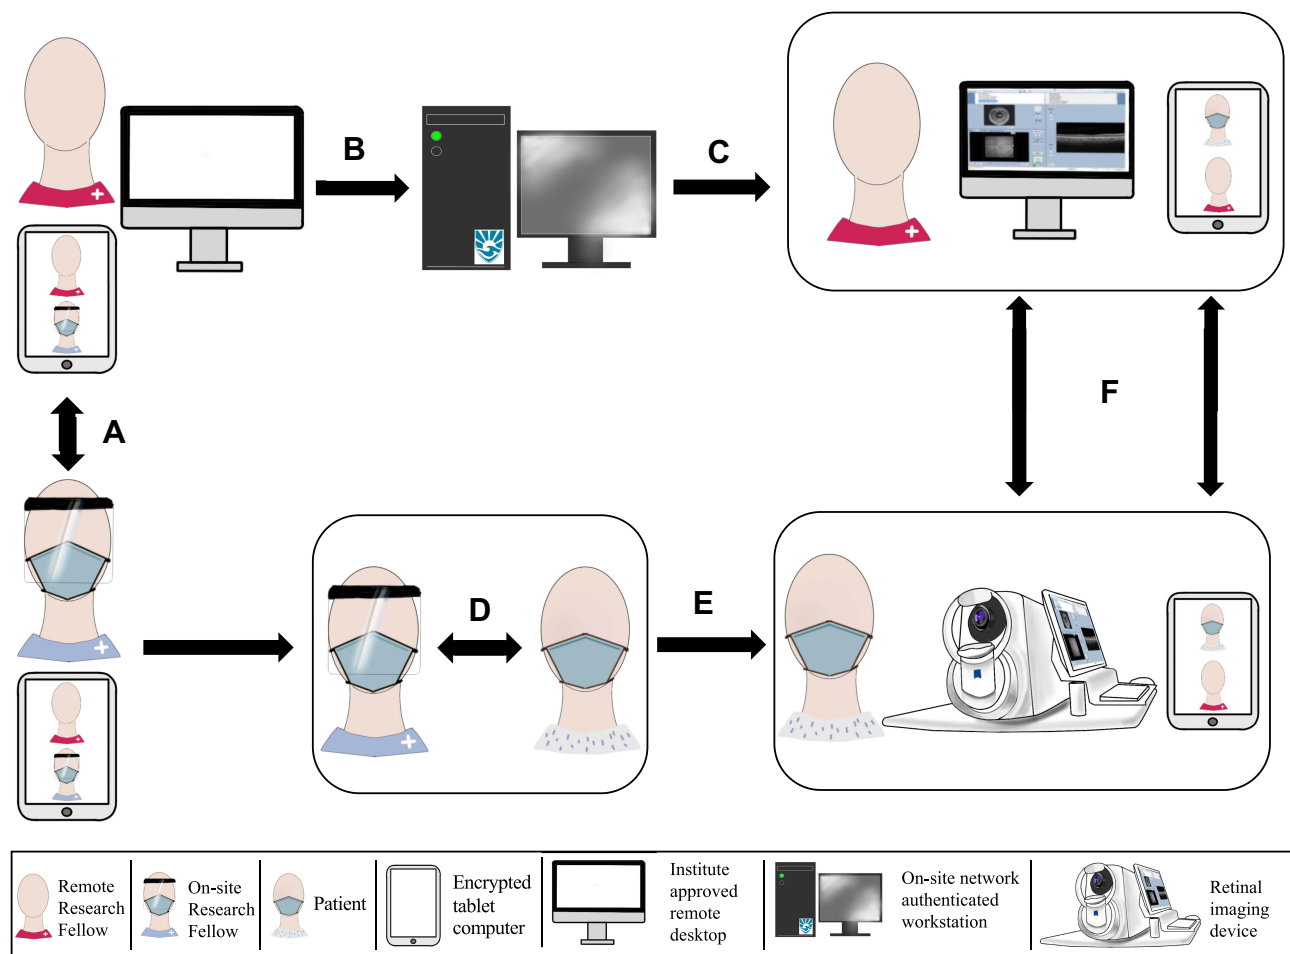 B
C
A
F
D
E
Remote
Research
Fellow
On-site
Research
Fellow
Patient
Encrypted
tablet
computer
Institute
approved
remote
desktop
On-site network
authenticated
workstation
Retinal
imaging
device